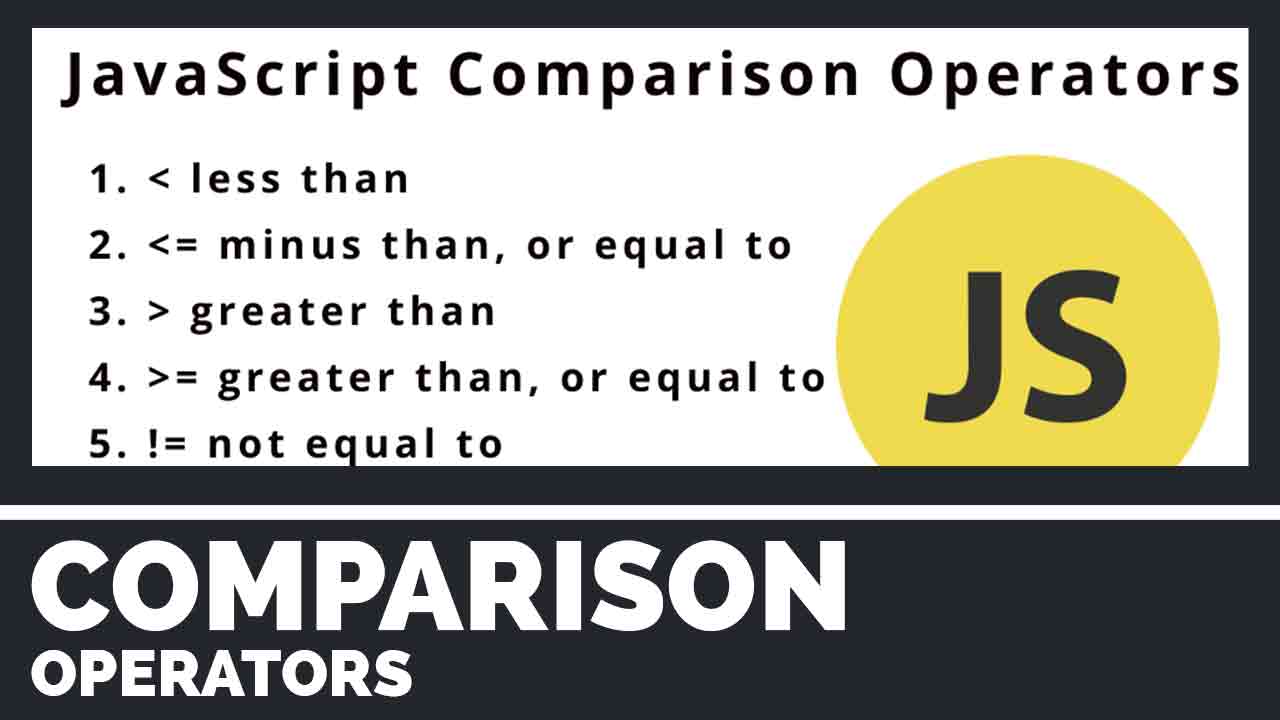 JavaScript Comparison Operators
1. < less than
2. <= minus than, or equal to
3. > greater than
4. >= greater than, or equal to
5. != not equal to
JS
COMPARISON
OPERATORS